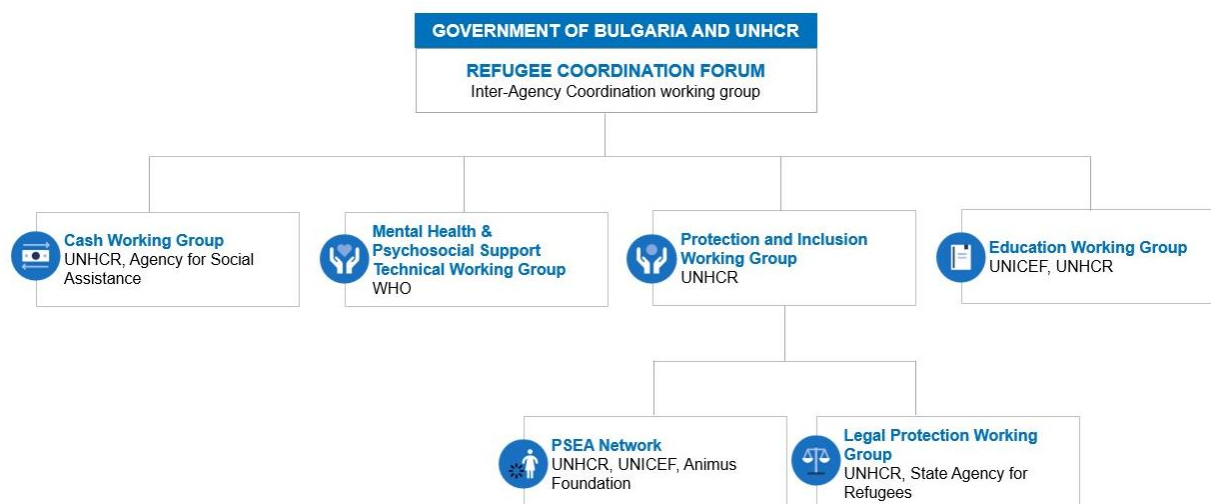 GOVERNMENT OF BULGARIA AND UNHCR
REFUGEE COORDINATION FORUM
Inter-Agency Coordination working group
Cash Working Group
UNHCR, Agency for Social
Assistance
Mental Health &
Psychosocial Support
Technical Working Group
WHO
Protection and Inclusion
Working Group
UNHCR
Education Working Group
UNICEF, UNHCR
PSEA Network
UNHCR, UNICEF, Animus
Foundation
Legal Protection Working
Group
UNHCR, State Agency for
Refugees